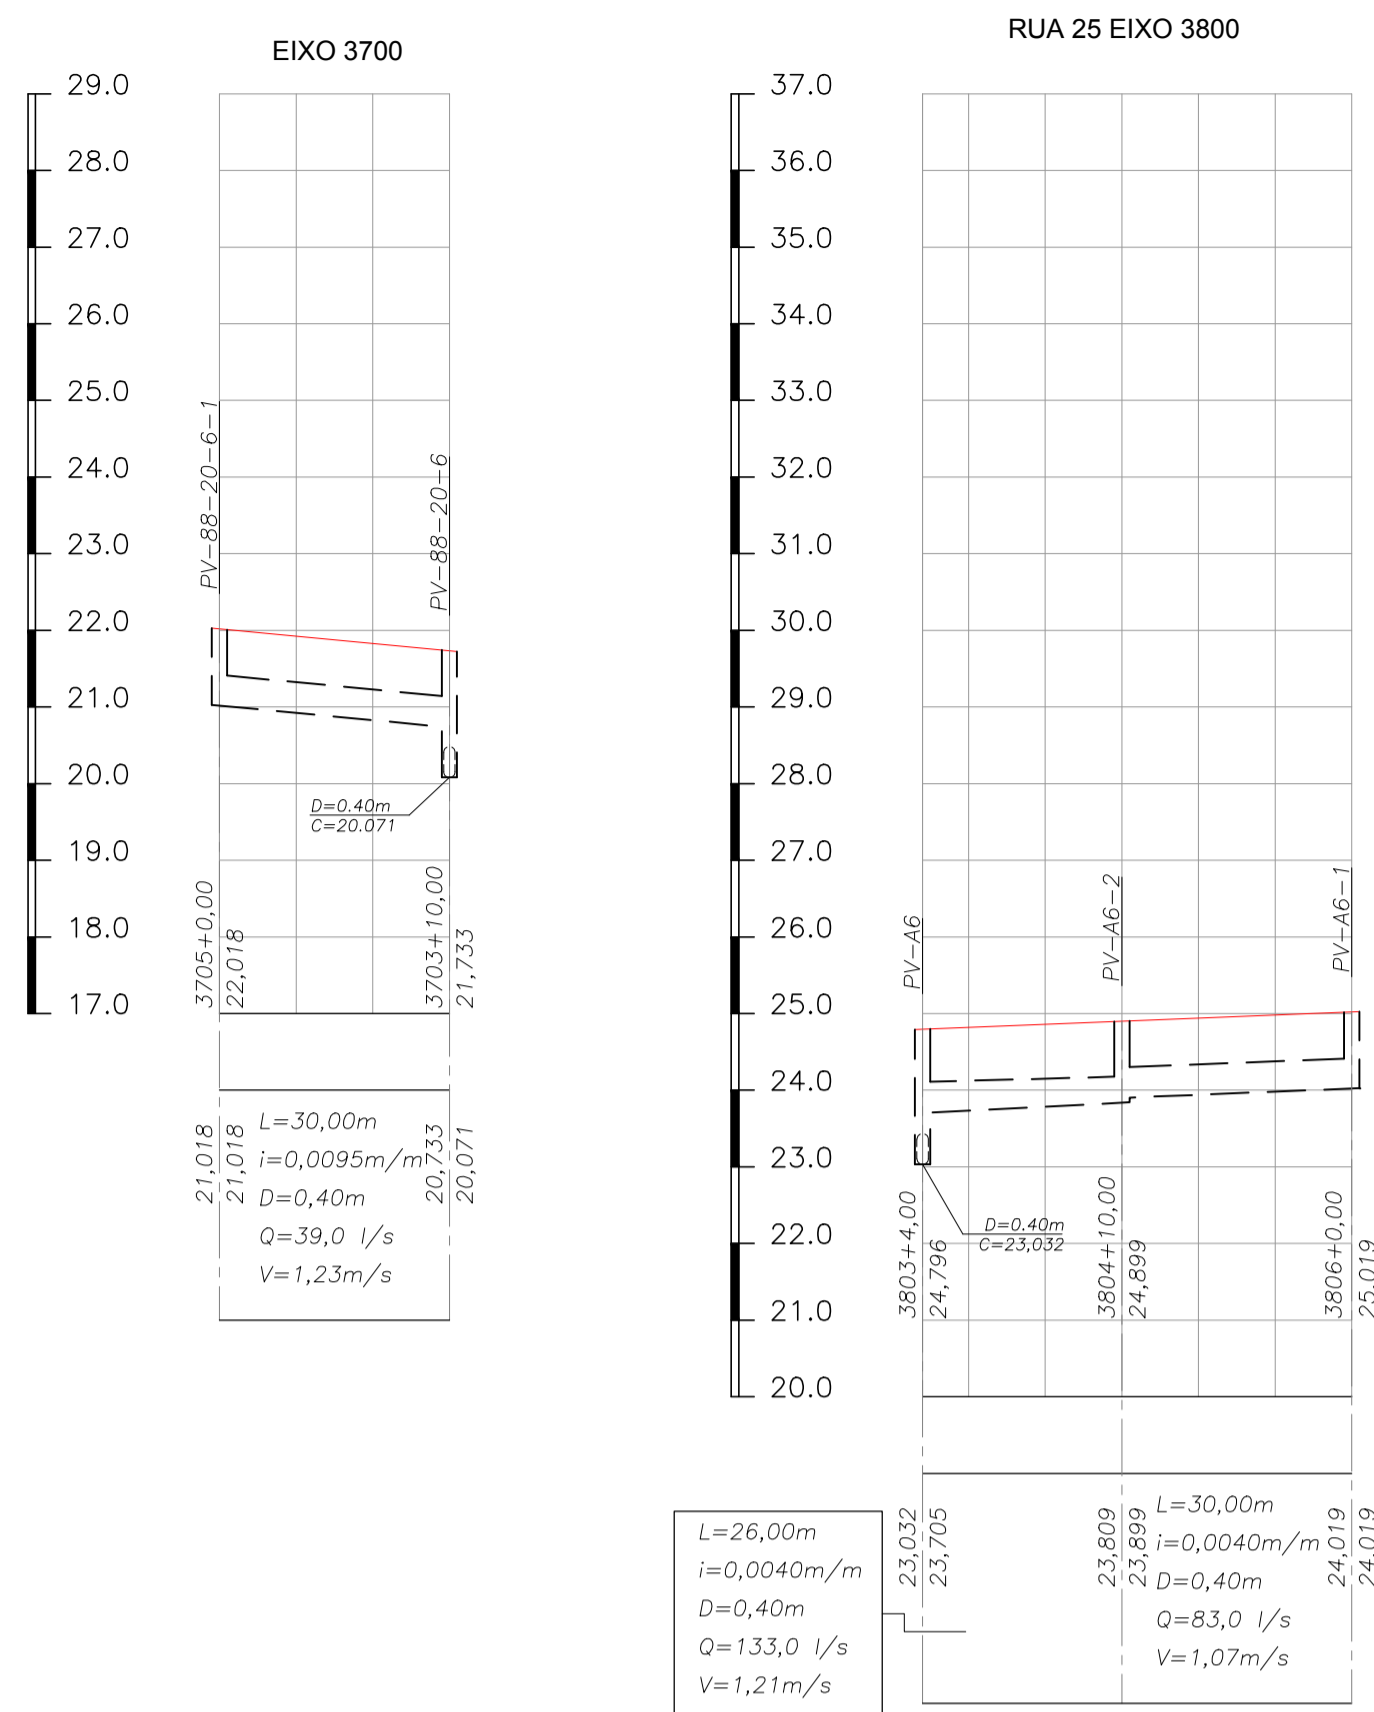 EIXO 3700
29.0
28.0
27.0
26.0
25.0
24.0
23.0
22.0
21.0
20.0
19.0
18.0
17.0
PV-88-20-6-1
PV-88-20-6
D=0.40m
C=20.071
3705+0,00
22,018
3703+10,00
21,733
21,018
21,018
L=30,00m
i=0,0095m/m
D=0,40m
Q=39,0 l/s
V=1,23m/s
20,733
20,071
RUA 25 EIXO 3800
37.0
36.0
35.0
34.0
33.0
32.0
31.0
30.0
29.0
28.0
27.0
26.0
25.0
24.0
23.0
22.0
21.0
20.0
PV-A6
PV-A6-2
PV-A6-1
D=0.40m
C=23,032
3803+4,00
24,796
3804+10,00
24,899
3806+0,00
25,019
L=26,00m
i=0,0040m/m
D=0,40m
Q=133,0 l/s
V=1,21m/s
23,032
23,705
23,809
23,899
L=30,00m
i=0,0040m/m
D=0,40m
Q=83,0 l/s
V=1,07m/s
24,019
24,019